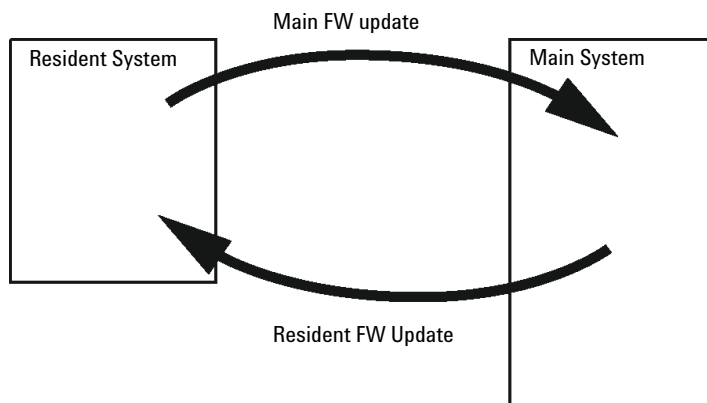 Main FW update
Resident System
Main System
Resident FW Update